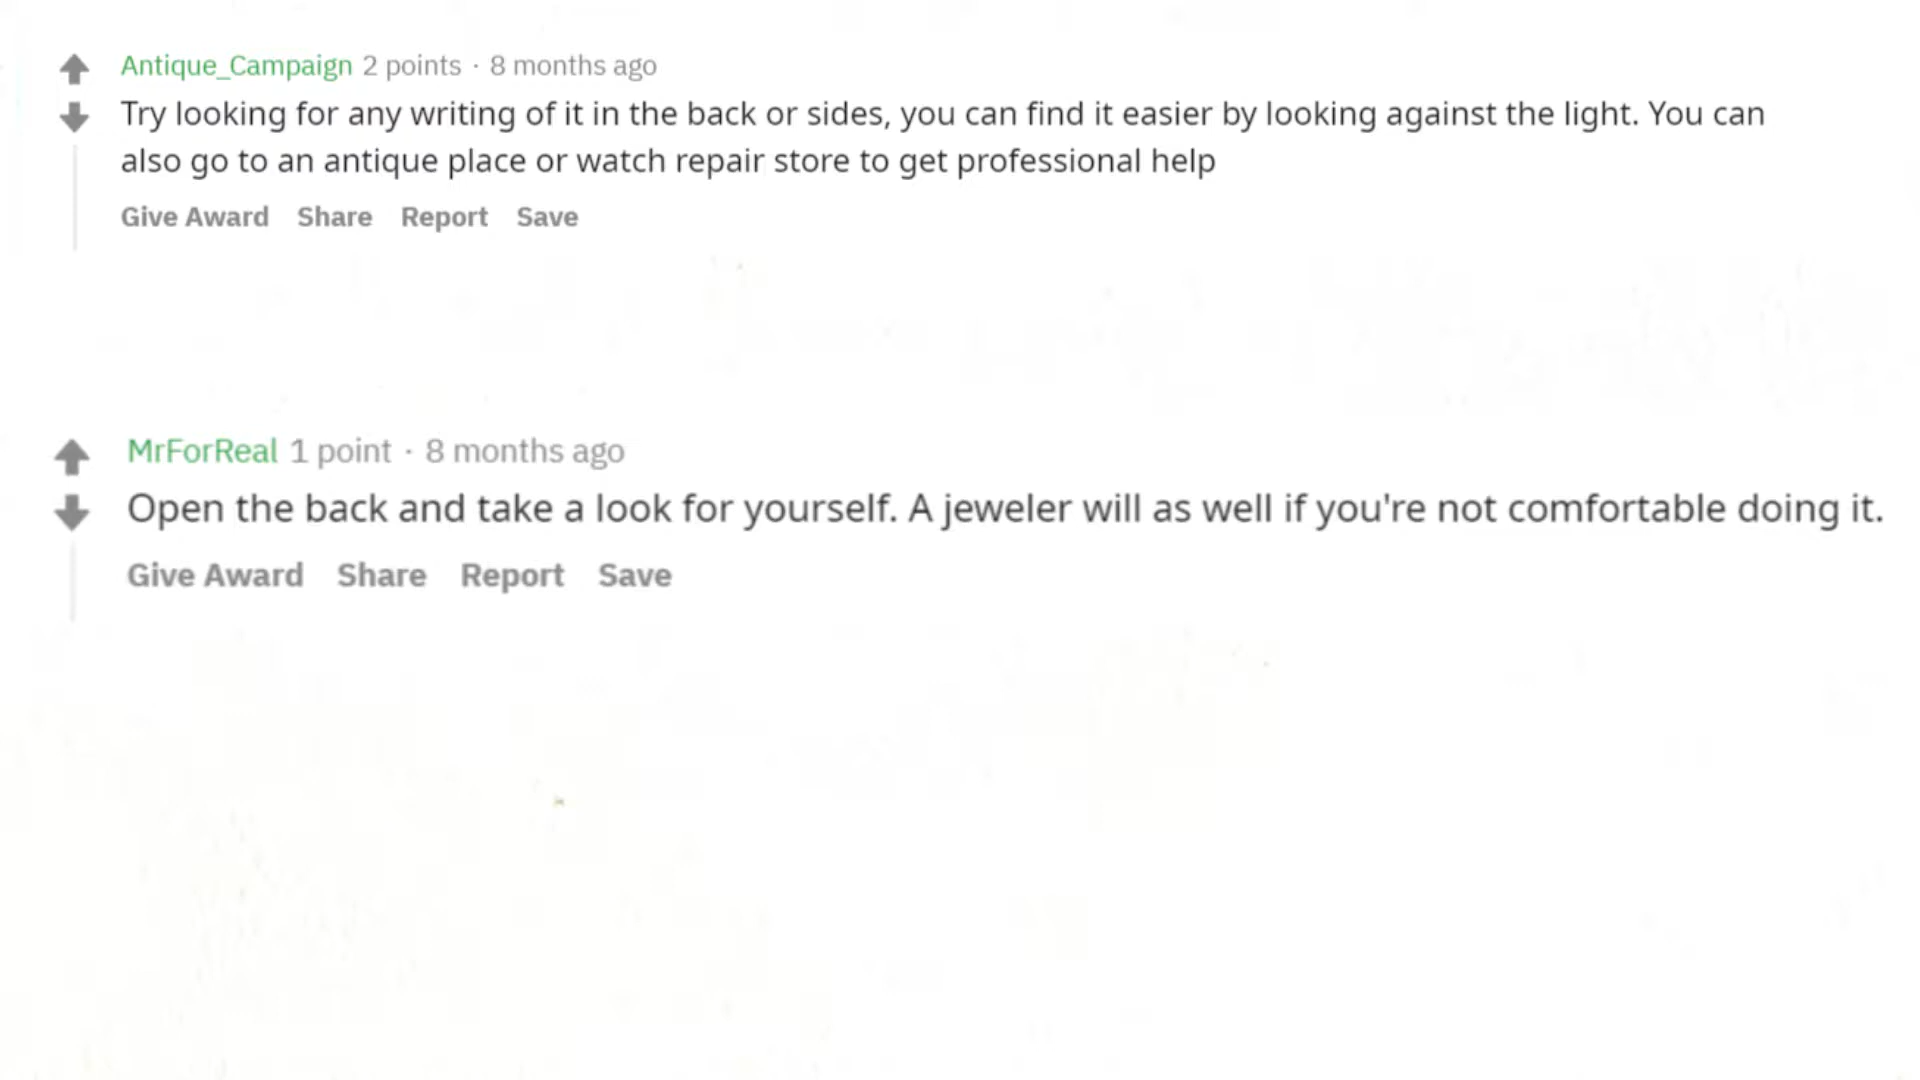 Antique_Campaign 2 points · 8 months ago
Try looking for any writing of it in the back or sides, you can find it easier by looking against the light. You can
also go to an antique place or watch repair store to get professional help
Give Award Share Report Save
MrForReal 1 point · 8 months ago
Open the back and take a look for yourself. A jeweler will as well if you're not comfortable doing it.
Give Award Share Report Save